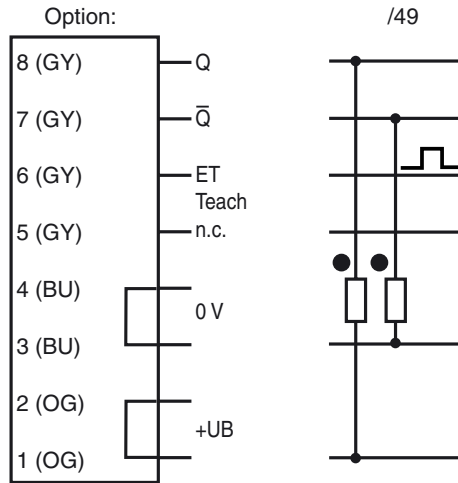 Option: /49
8 (GY) Q
7 (GY) Q̅
6 (GY) ET
Teach
5 (GY) n.c.
4 (BU)
0 V
3 (BU)
2 (OG)
+UB
1 (OG)